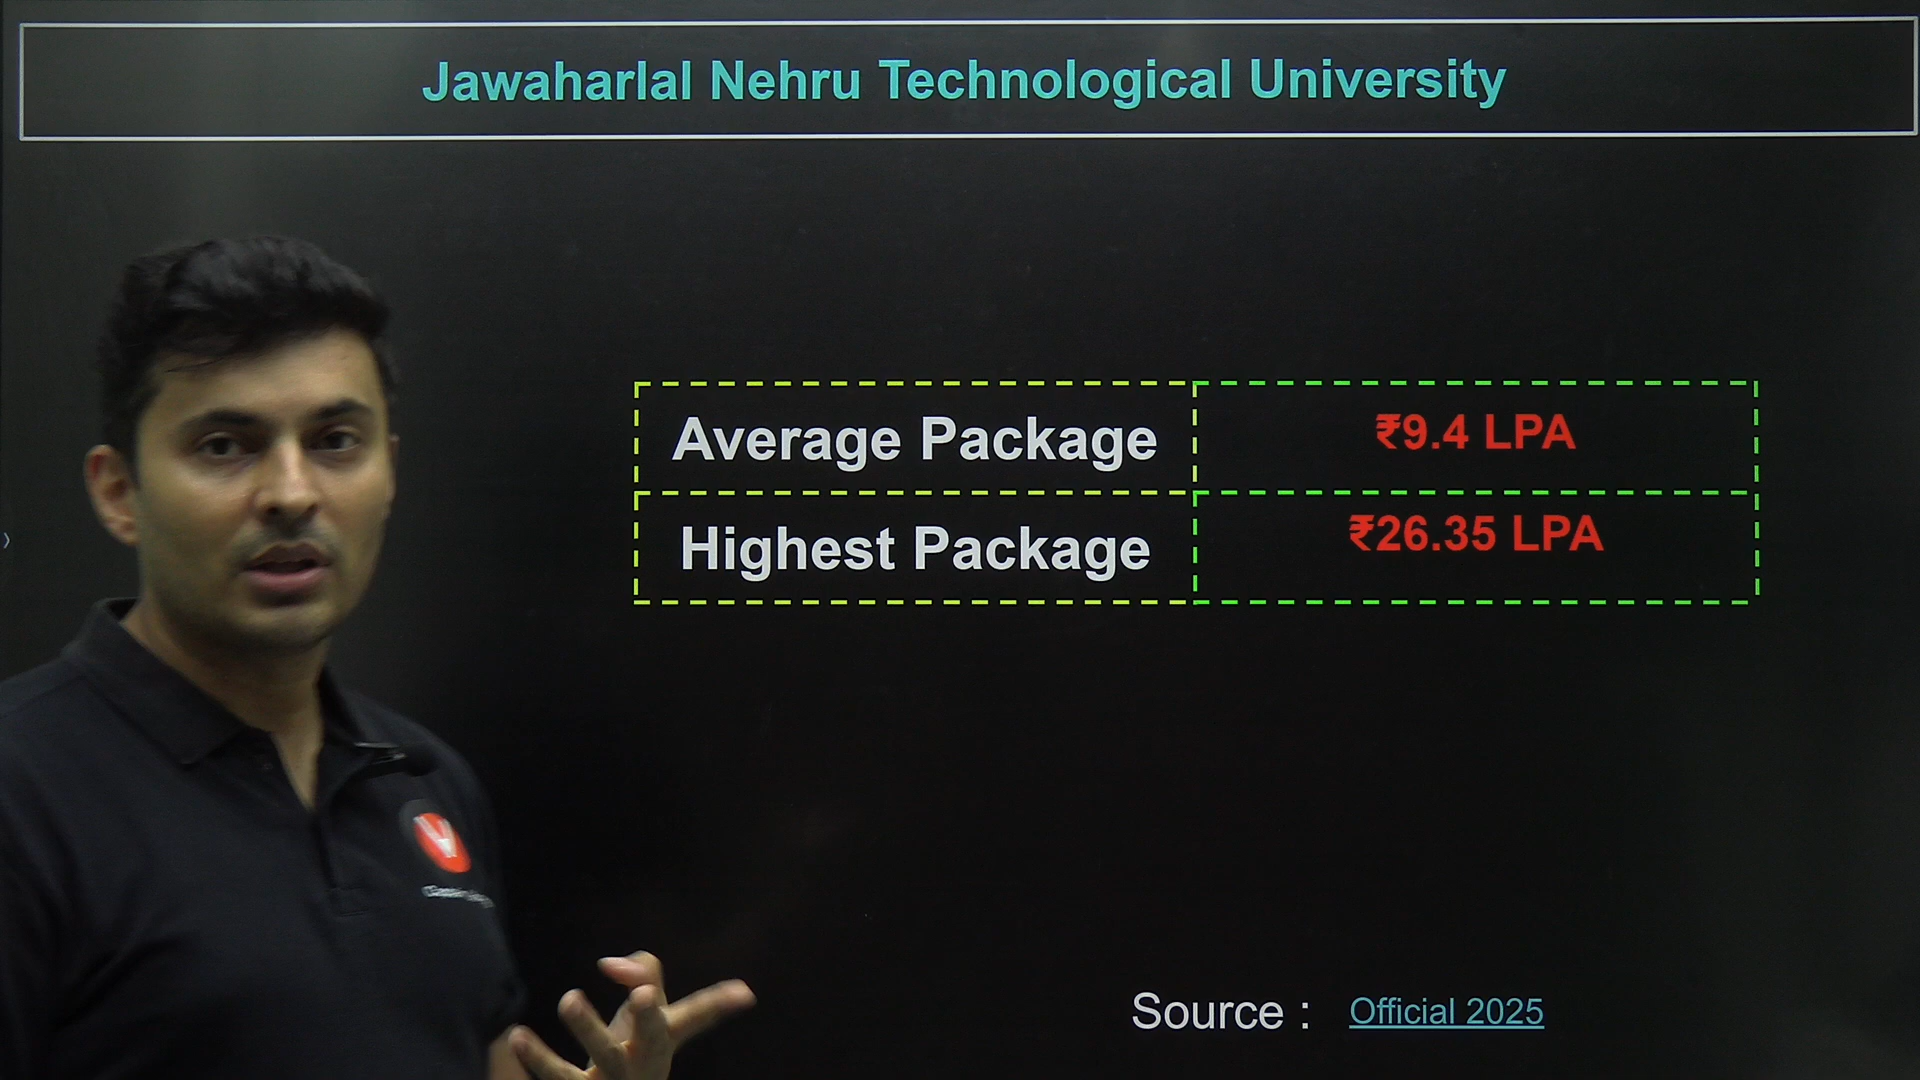 Jawaharlal Nehru Technological University
Average Package
₹9.4 LPA
Highest Package
₹26.35 LPA
Source : Official 2025